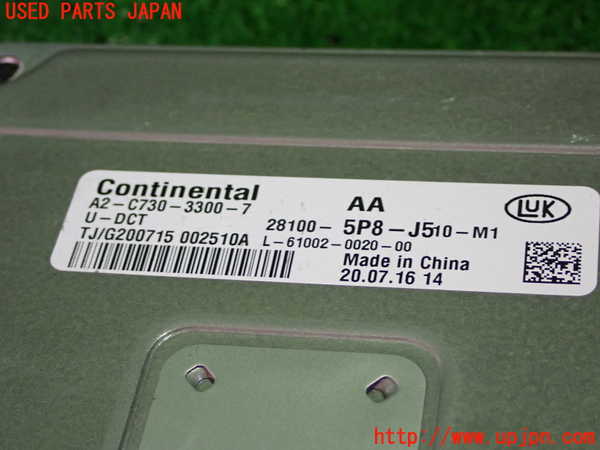 USED PARTS JAPAN
Continental
A2-C730-3300-7
U-DCT
TJ/G200715 002510A
AA
28100-5P8-J510-M1
L-61002-0020-00
Made in China
20.07.16 14
LUK
http://www.upjpn.com/